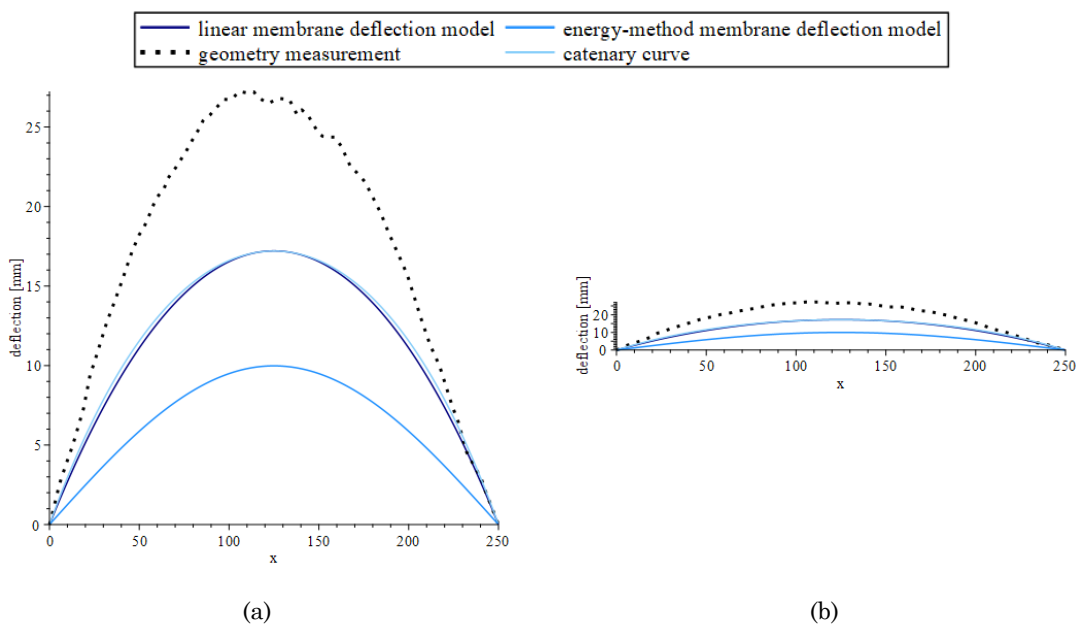 linear membrane deflection model
energy-method membrane deflection model
geometry measurement
catenary curve
deflection [mm]
25
20
15
10
5
0
0 50 100 150 200 250
x
deflection [mm]
20
10
0
0 50 100 150 200 250
x
(a)
(b)